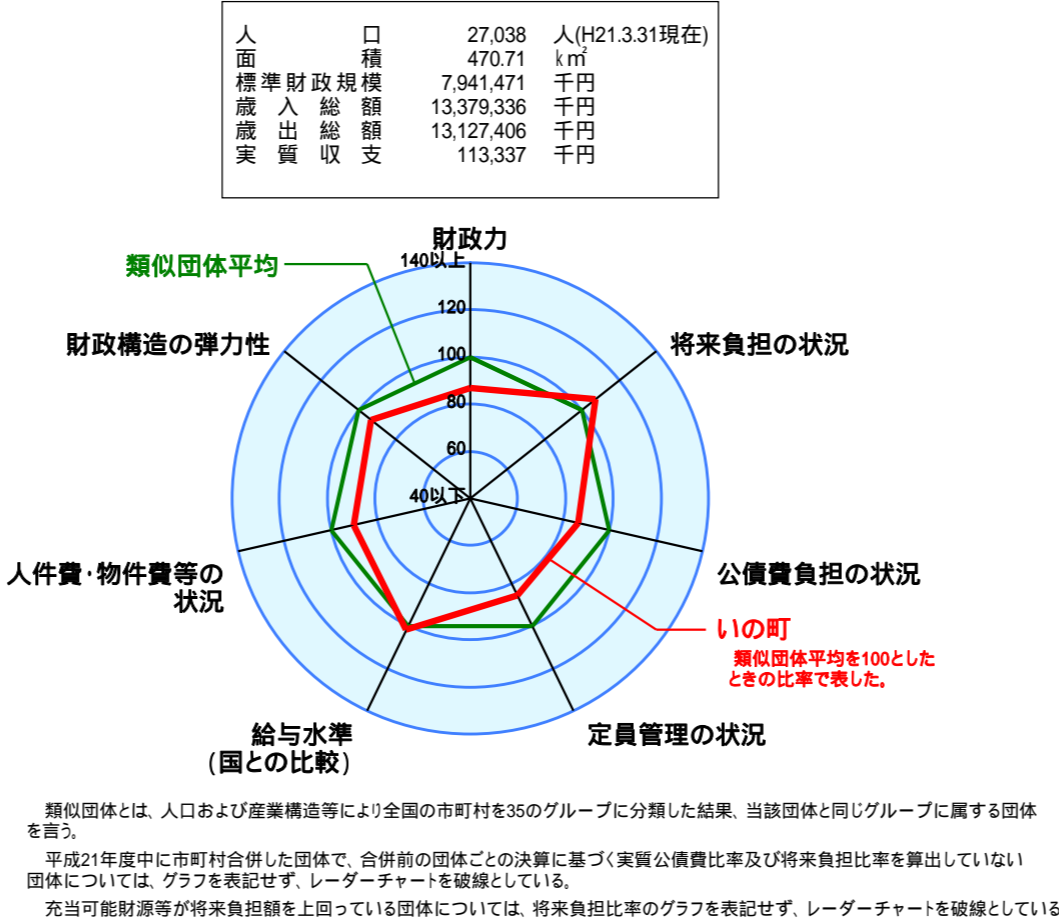 人口 27,038 人(H21.3.31現在)
面積 470.71 k㎡
標準財政規模 7,941,471 千円
歳入総額 13,379,336 千円
歳出総額 13,127,406 千円
実質収支 113,337 千円
財政力
140以上
類似団体平均
120
財政構造の弾力性
将来負担の状況
100
80
60
40以下
人件費・物件費等の
状況
公債費負担の状況
いの町
類似団体平均を100とした
ときの比率で表した。
給与水準
(国との比較)
定員管理の状況
類似団体とは、人口および産業構造等により全国の市町村を35のグループに分類した結果、当該団体と同じグループに属する団体
を言う。
平成21年度中に市町村合併した団体で、合併前の団体ごとの決算に基づく実質公債費比率及び将来負担比率を算出していない
団体については、グラフを表記せず、レーダーチャートを破線としている。
充当可能財源等が将来負担額を上回っている団体については、将来負担比率のグラフを表記せず、レーダーチャートを破線としている